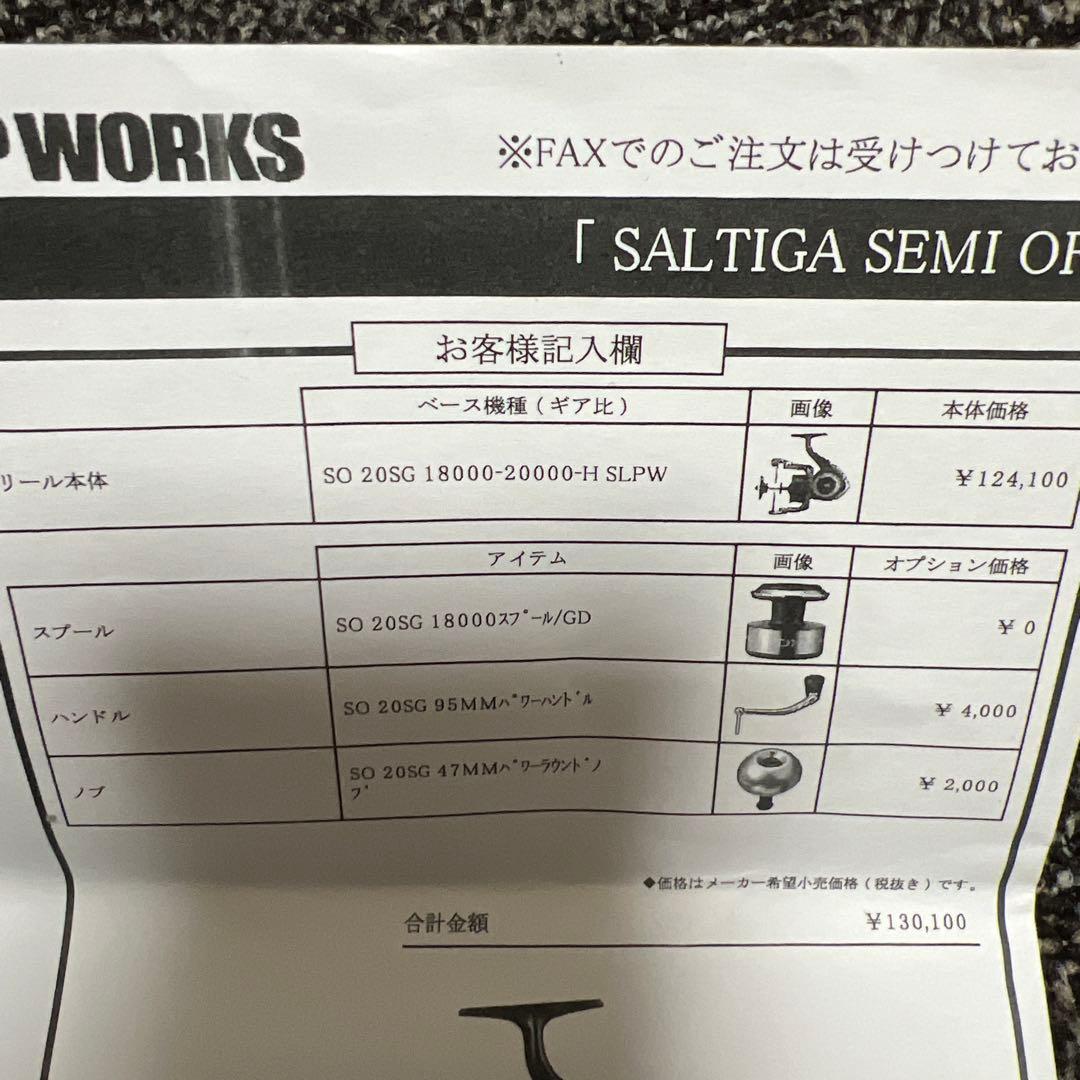 WORKS
※FAXでのご注文は受けつけてお
「 SALTIGA SEMI OR
お客様記入欄
ベース機種 ( ギア比 ) 画像 本体価格
リール本体 SO 20SG 18000-20000-H SLPW ￥124,100
アイテム 画像 オプション価格
スプール SO 20SG 18000ｽﾌﾟｰﾙ/GD ￥ 0
ハンドル SO 20SG 95MMﾊﾟﾜｰﾊﾝﾄﾞﾙ ￥ 4,000
ノブ SO 20SG 47MMﾊﾟﾜｰﾗｳﾝﾄﾞﾉ
ﾌﾞ ￥ 2,000
◆価格はメーカー希望小売価格 ( 税抜き ) です。
合計金額 ￥130,100